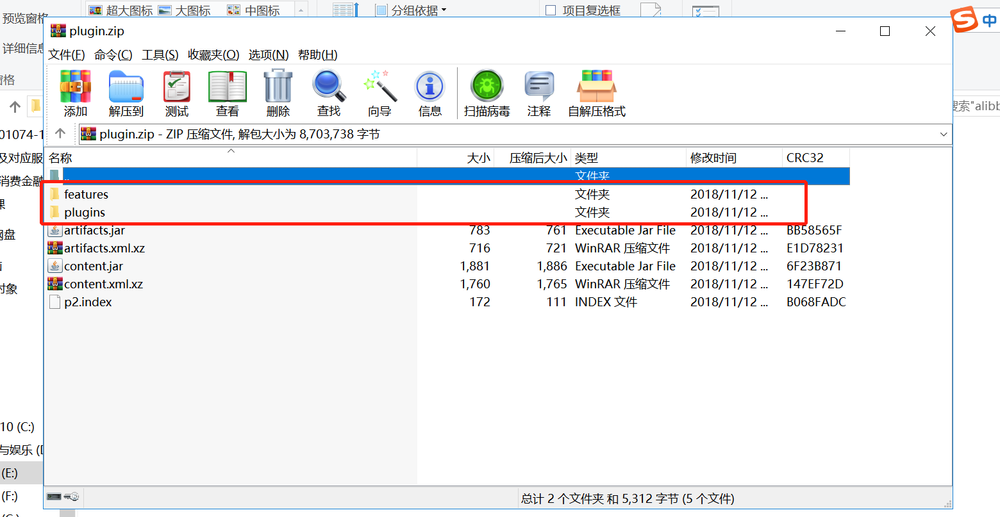 超大图标 大图标 中图标 分组依据 项目复选框
预览窗格
plugin.zip
中
详细信息
文件(F) 命令(C) 工具(S) 收藏夹(O) 选项(N) 帮助(H)
窗格
添加 解压到 测试 查看 删除 查找 向导 信息 扫描病毒 注释 自解压格式
搜索"alibb
01074-1
plugin.zip - ZIP 压缩文件, 解包大小为 8,703,738 字节
及对应服
名称 大小 压缩后大小 类型 修改时间 CRC32
.. 文件夹
消费金融
features 文件夹 2018/11/12 ...
课
plugins 文件夹 2018/11/12 ...
artifacts.jar 783 761 Executable Jar File 2018/11/12 ... BB58565F
网盘
artifacts.xml.xz 716 721 WinRAR 压缩文件 2018/11/12 ... E1D78231
content.jar 1,881 1,886 Executable Jar File 2018/11/12 ... 6F23B871
content.xml.xz 1,760 1,765 WinRAR 压缩文件 2018/11/12 ... 147EF72D
对象
p2.index 172 111 INDEX 文件 2018/11/12 ... B068FADC
10 (C:)
与娱乐 (D
(E:)
(F:)
总计 2 个文件夹 和 5,312 字节 (5 个文件)